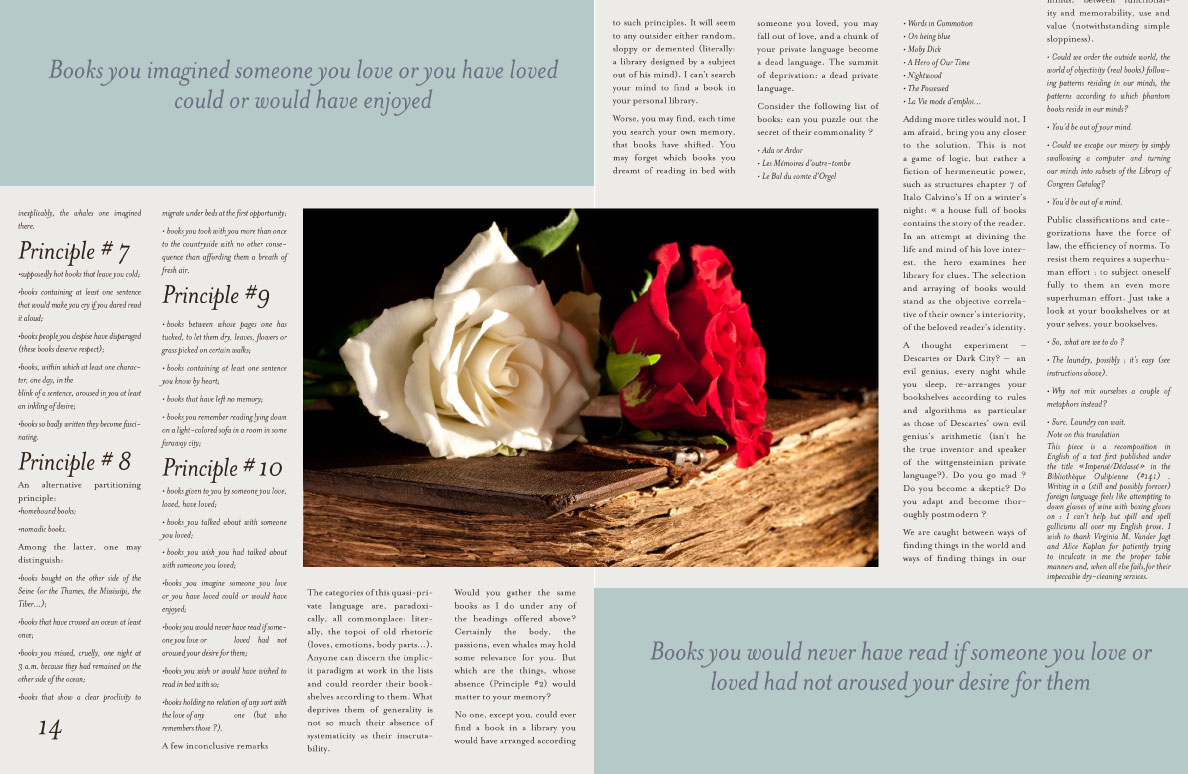 Books you imagined someone you love or you have loved
could or would have enjoyed
inexplicably, the whales one imagined
there.
Principle # 7
•supposedly hot books that leave you cold;
•books containing at least one sentence
that would make you cry if you dared read
it aloud;
•books people you despise have disparaged
(these books deserve respect);
•books, within which at least one charac-
ter, one day, in the
blink of a sentence, aroused in you at least
an inkling of desire;
•books so badly written they become fasci-
nating.
Principle # 8
An alternative partitioning
principle:
•homebound books;
•nomadic books.
Among the latter, one may
distinguish:
•books bought on the other side of the
Seine (or the Thames, the Missisipi, the
Tiber…);
•books that have crossed an ocean at least
once;
•books you missed, cruelly, one night at
3 a.m. because they had remained on the
other side of the ocean;
•books that show a clear proclivity to
14
migrate under beds at the first opportunity;
• books you took with you more than once
to the countryside with no other conse-
quence than affording them a breath of
fresh air.
Principle #9
• books between whose pages one has
tucked, to let them dry, leaves, flowers or
grass picked on certain walks;
• books containing at least one sentence
you know by heart;
• books that have left no memory;
• books you remember reading lying down
on a light-colored sofa in a room in some
faraway city;
Principle #10
• books given to you by someone you love,
loved, have loved;
• books you talked about with someone
you loved;
• books you wish you had talked about
with someone you love;
•books you imagine someone you love
or you have loved could or would have
enjoyed;
•books you would never have read if some-
one you love or loved had not
aroused your desire for them;
•books you wish or would have wished to
read in bed with so;
•books holding no relation of any sort with
the love of any one (but who
remembers those ?).
A few inconclusive remarks
The categories of this quasi-pri-
vate language are, paradoxi-
cally, all commonplace: liter-
ally, the topoi of old rhetoric
(loves, emotions, body parts…).
Anyone can discern the implic-
it paradigm at work in the lists
and could reorder their book-
shelves according to them. What
deprives them of generality is
not so much their absence of
systematicity as their inscruta-
bility.
Would you gather the same
books as I do under any of
the headings offered above?
Certainly the body, the
passions, even whales may hold
some relevance for you. But
which are the things, whose
absence (Principle #2) would
matter to your memory?
No one, except you, could ever
find a book in a library you
would have arranged according
to such principles. It will seem
to any outsider either random,
sloppy or demented (literally:
a library designed by a subject
out of his mind). I can't search
your mind to find a book in
your personal library.
Worse, you may find, each time
you search your own memory,
that books have shifted. You
may forget which books you
dreamt of reading in bed with
someone you loved, you may
fall out of love, and a chunk of
your private language become
a dead language. The summit
of deprivation: a dead private
language.
Consider the following list of
books: can you puzzle out the
secret of their commonality ?
• Ada or Ardor
• Les Mémoires d'outre-tombe
• Le Bal du comte d'Orgel
• Words in Commotion
• On being blue
• Moby Dick
• A Hero of Our Time
• Nightwood
• The Possessed
• La Vie mode d'emploi…
Adding more titles would not, I
am afraid, bring you any closer
to the solution. This is not
a game of logic, but rather a
fiction of hermeneutic power,
such as structures chapter 7 of
Italo Calvino's If on a winter's
night: « a house full of books
contains the story of the reader.
In an attempt at divining the
life and mind of his love inter-
est, the hero examines her
library for clues. The selection
and arraying of books would
stand as the objective correla-
tive of their owner's interiority,
of the beloved reader's identity.
A thought experiment –
Descartes or Dark City? – an
evil genius, every night while
you sleep, re-arranges your
bookshelves according to rules
and algorithms as particular
as those of Descartes' own evil
genius's arithmetic (isn't he
the true inventor and speaker
of the wittgensteinian private
language?). Do you go mad ?
Do you become a skeptic? Do
you adapt and become thor-
oughly postmodern ?
We are caught between ways of
finding things in the world and
ways of finding things in our
minds, between functional-
ity and memorability, use and
value (notwithstanding simple
sloppiness).
• Could we order the outside world, the
world of objectivity (real books) follow-
ing patterns residing in our minds, the
patterns according to which phantom
books reside in our minds?
• You'd be out of your mind.
• Could we escape our misery by simply
swallowing a computer and turning
our minds into subsets of the Library of
Congress Catalog?
• You'd be out of a mind.
Public classifications and cate-
gorizations have the force of
law, the efficiency of norms. To
resist them requires a superhu-
man effort ; to subject oneself
fully to them an even more
superhuman effort. Just take a
look at your bookshelves or at
your selves, your bookselves.
• So, what are we to do ?
• The laundry, possibly : it's easy (see
instructions above).
• Why not mix ourselves a couple of
metaphors instead?
• Sure. Laundry can wait.
Note on this translation
This piece is a recomposition in
English of a text first published under
the title «Impensé/Déclassé» in the
Bibliothèque Oulipienne (#141) .
Writing in a (still and possibly forever)
foreign language feels like attempting to
down glasses of wine with boxing gloves
on : I can't help but spill and spell
gallicisms all over my English prose. I
wish to thank Virginia M. Vander Jagt
and Alice Kaplan for patiently trying
to inculcate in me the proper table
manners and, when all else fails,for their
impeccable dry-cleaning services.
Books you would never have read if someone you love or
loved had not aroused your desire for them